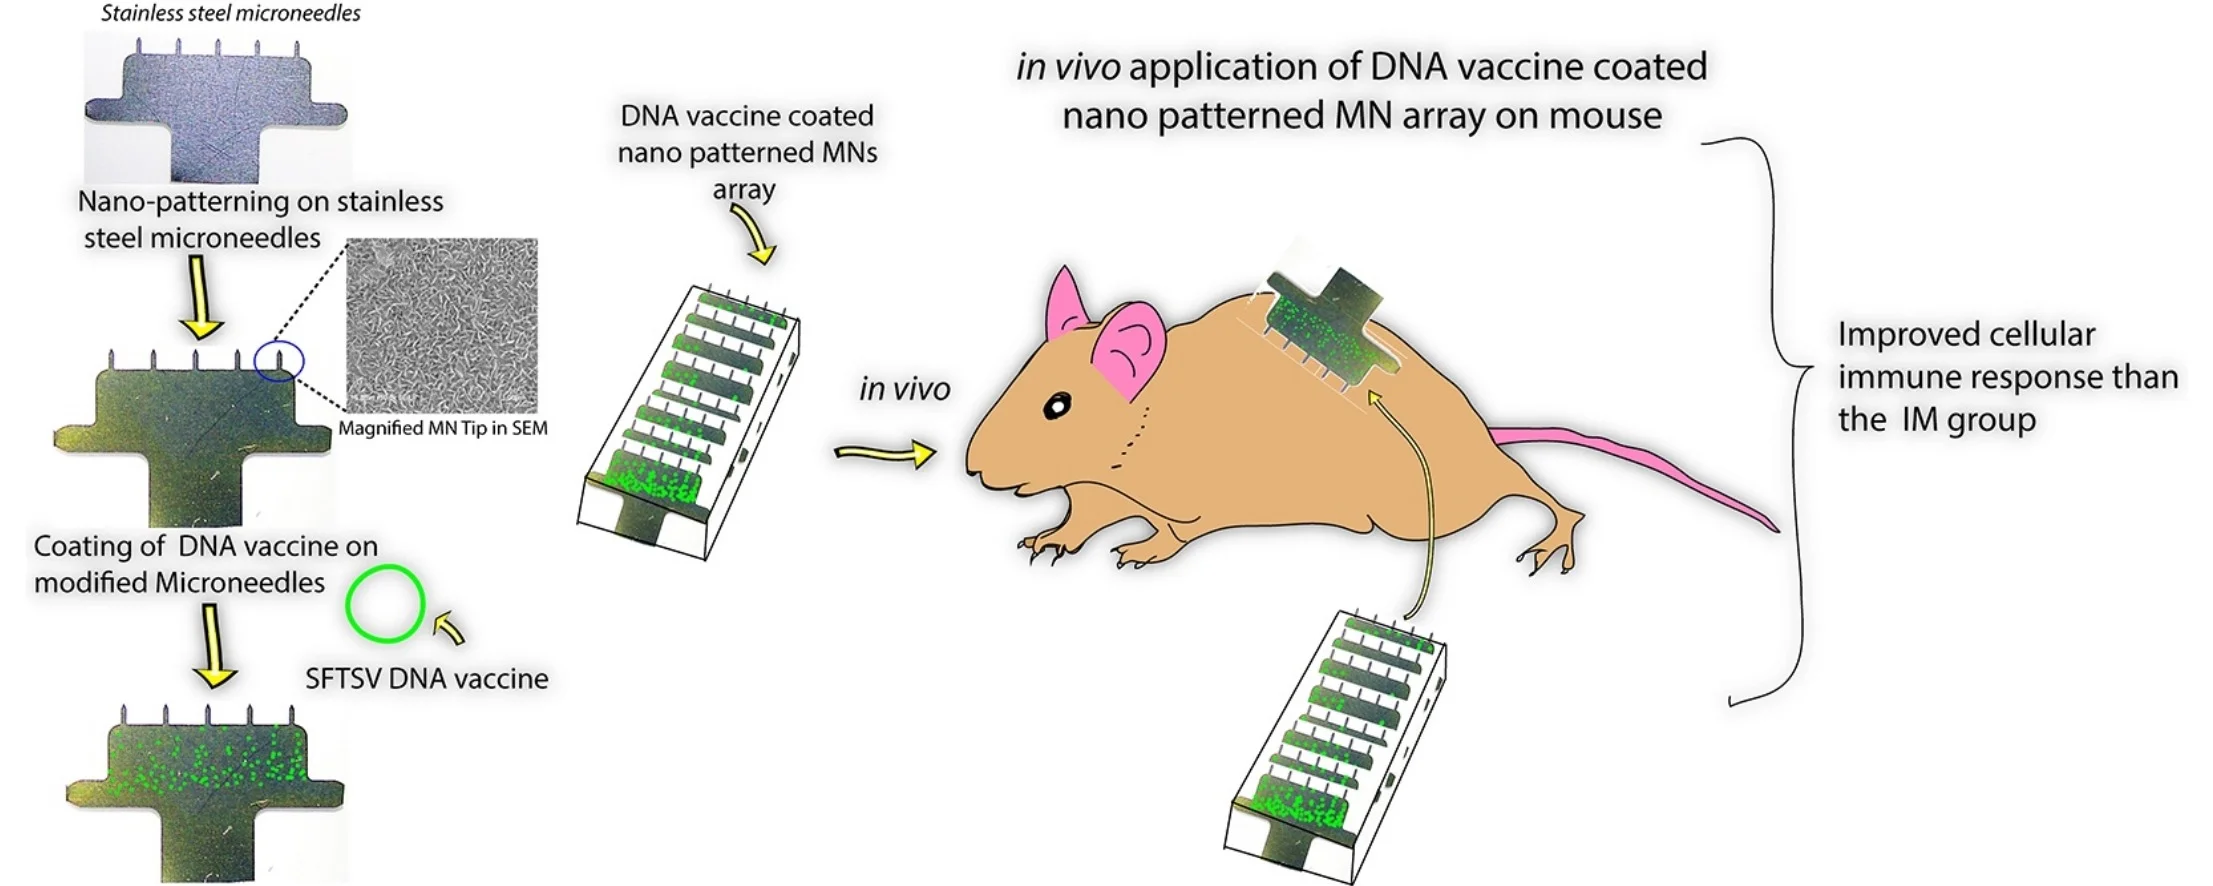 Stainless steel microneedles
Nano-patterning on stainless
steel microneedles
Magnified MN Tip in SEM
Coating of DNA vaccine on
modified Microneedles
SFTSV DNA vaccine
DNA vaccine coated
nano patterned MNs
array
in vivo
in vivo application of DNA vaccine coated
nano patterned MN array on mouse
Improved cellular
immune response than
the IM group